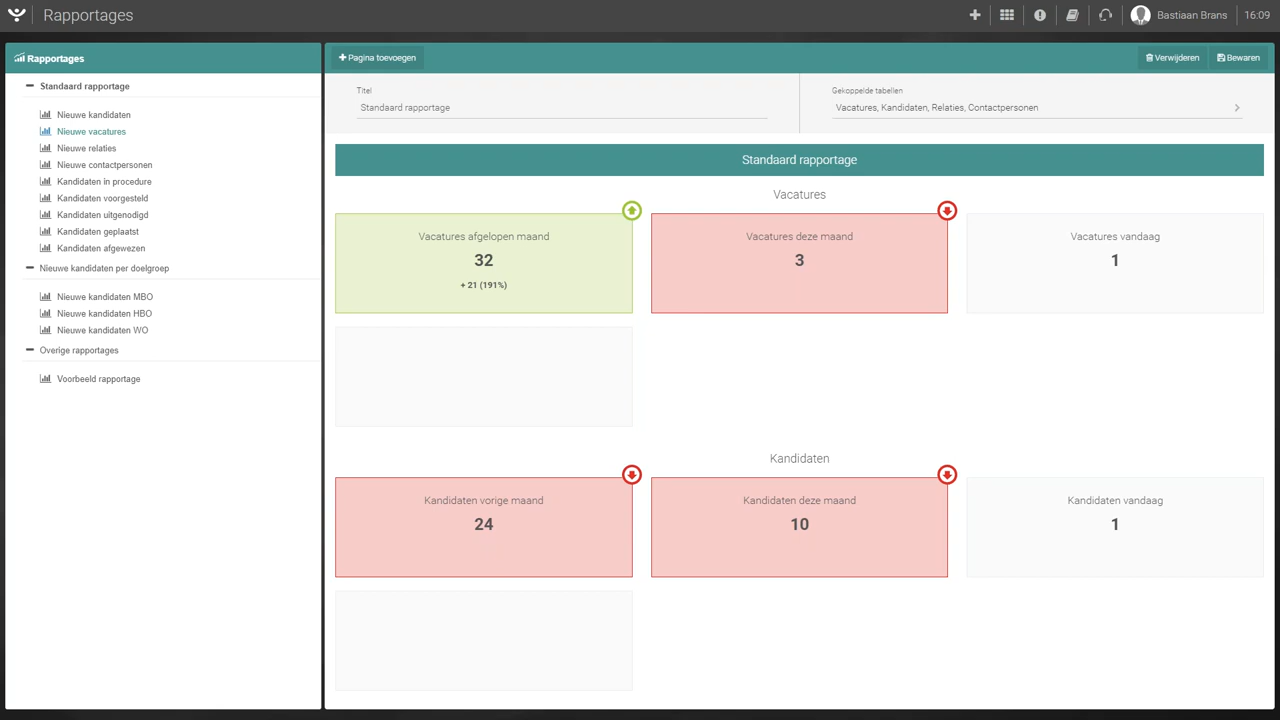 Rapportages
Bastiaan Brans
16:09
Rapportages
Standaard rapportage
Nieuwe kandidaten
Nieuwe vacatures
Nieuwe relaties
Nieuwe contactpersonen
Kandidaten in procedure
Kandidaten voorgesteld
Kandidaten uitgenodigd
Kandidaten geplaatst
Kandidaten afgewezen
Nieuwe kandidaten per doelgroep
Nieuwe kandidaten MBO
Nieuwe kandidaten HBO
Nieuwe kandidaten WO
Overige rapportages
Voorbeeld rapportage
Pagina toevoegen
Verwijderen
Bewaren
Titel
Standaard rapportage
Gekoppelde tabellen
Vacatures, Kandidaten, Relaties, Contactpersonen
Standaard rapportage
Vacatures
Vacatures afgelopen maand
32
+ 21 (191%)
Vacatures deze maand
3
Vacatures vandaag
1
Kandidaten
Kandidaten vorige maand
24
Kandidaten deze maand
10
Kandidaten vandaag
1